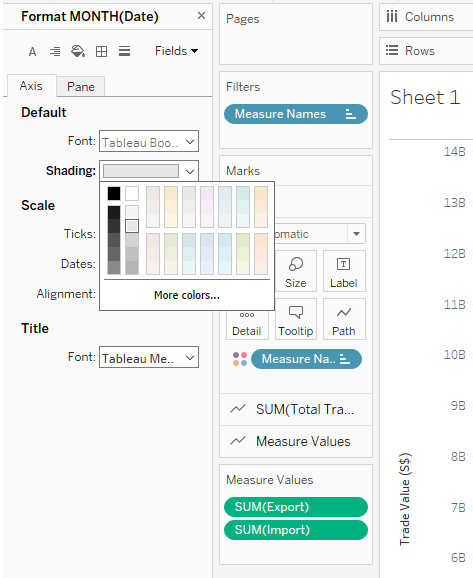 Format MONTH(Date)
A
Fields
Axis
Pane
Default
Font: Tableau Boo..
Shading:
Scale
Ticks:
Dates:
Alignment:
More colors...
Title
Font: Tableau Me..
Pages
Filters
Measure Names
Marks
omatic
Size
Label
Detail
Tooltip
Path
Measure Na..
SUM(Total Tra...
Measure Values
Measure Values
SUM(Export)
SUM(Import)
Columns
Rows
Sheet 1
14B
13B
12B
11B
10B
9B
8B
7B
6B
Trade Value (S$)